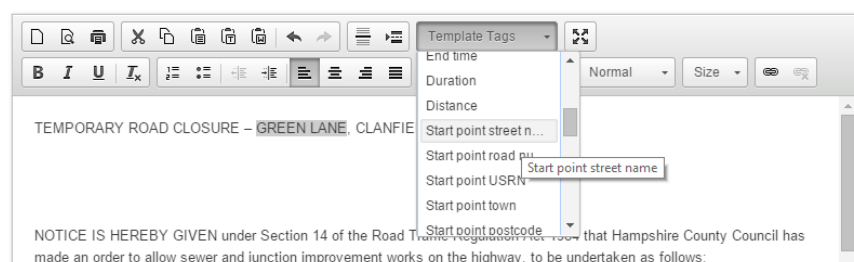 Template Tags
B I U Ix Normal Size
End time
Duration
Distance
Start point street n...
Start point road nu
Start point street name
Start point USRN
Start point town
Start point postcode
TEMPORARY ROAD CLOSURE – GREEN LANE, CLANFIE
NOTICE IS HEREBY GIVEN under Section 14 of the Road Traffic Regulation Act 1984 that Hampshire County Council has
made an order to allow sewer and junction improvement works on the highway, to be undertaken as follows: